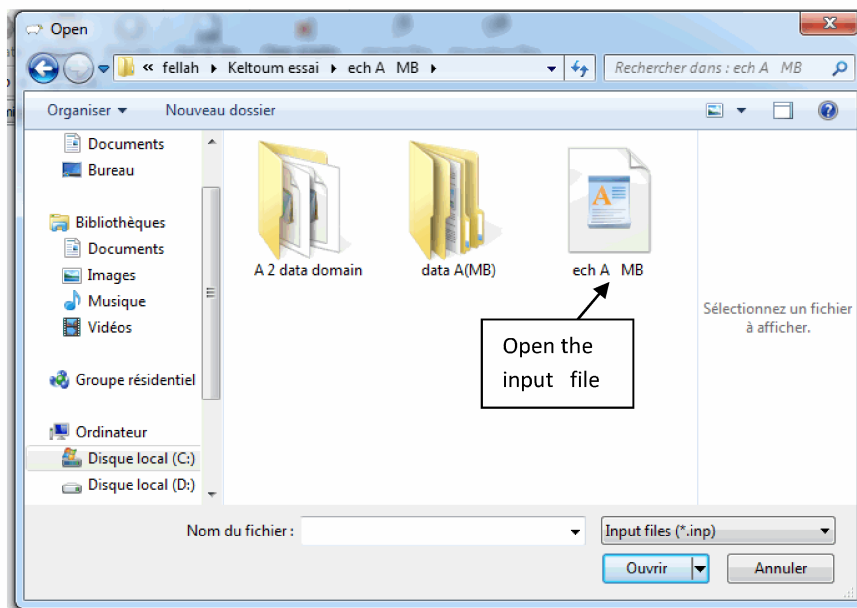 Open
« fellah ▸ Keltoum essai ▸ ech A MB ▸
Rechercher dans : ech A MB
Organiser ▾ Nouveau dossier
Documents
Bureau
Bibliothèques
Documents
Images
Musique
Vidéos
Groupe résidentiel
Ordinateur
Disque local (C:)
Disque local (D:)
A 2 data domain
data A(MB)
ech A MB
Open the
input file
Sélectionnez un fichier
à afficher.
Nom du fichier :
Input files (*.inp)
Ouvrir
Annuler